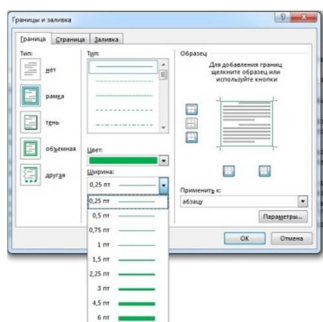 Границы и заливка
Граница Страница Заливка
Тип:
нет
рамка
тень
объемная
другая
Тип:
Цвет:
Ширина:
0,25 пт
0,25 пт
0,5 пт
0,75 пт
1 пт
1,5 пт
2,25 пт
3 пт
4,5 пт
6 пт
Образец
Для добавления границ
щелкните образец или
используйте кнопки
Применить к:
абзацу
Параметры...
ОК Отмена